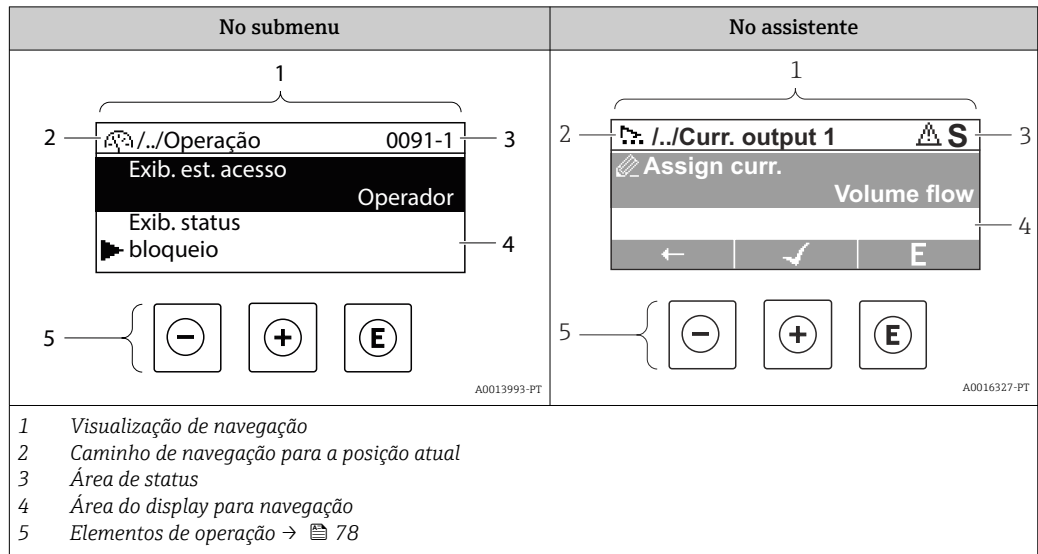 No submenu
No assistente
1
2
/../Operação 0091-1
3
Exib. est. acesso
Operador
Exib. status
bloqueio
4
5
E
A0013993-PT
1
2
/../Curr. output 1 S
3
Assign curr.
Volume flow
4
E
5
E
A0016327-PT
1 Visualização de navegação
2 Caminho de navegação para a posição atual
3 Área de status
4 Área do display para navegação
5 Elementos de operação → 78